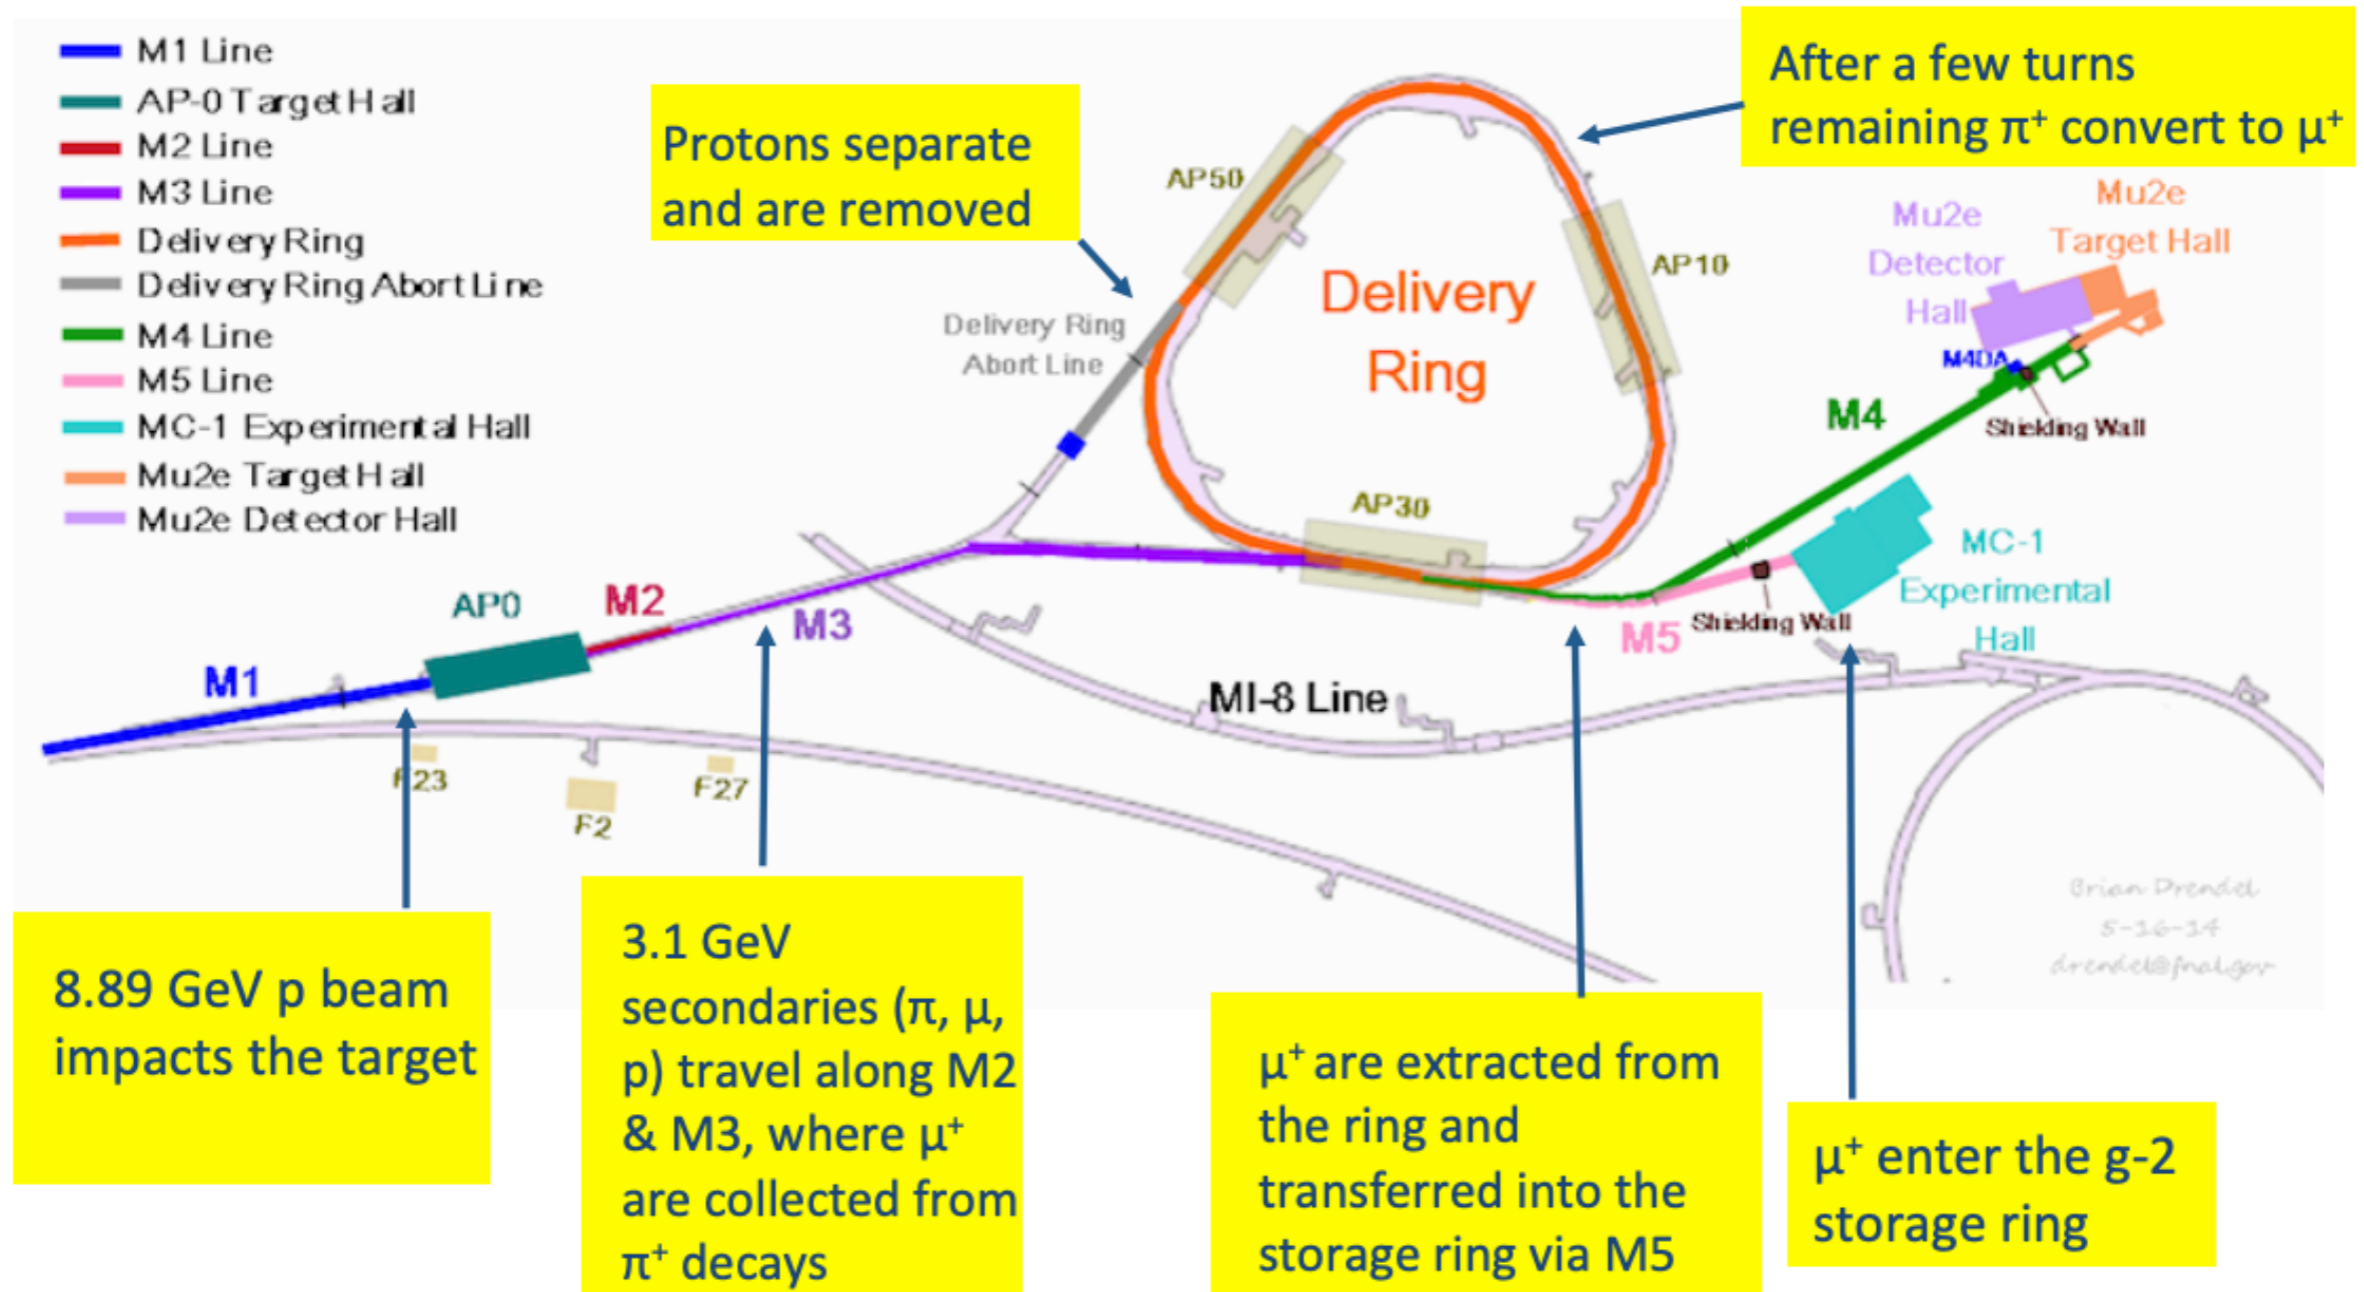 M1 Line
AP-0 Target Hall
M2 Line
M3 Line
Delivery Ring
Delivery Ring Abort Line
M4 Line
M5 Line
MC-1 Experimental Hall
Mu2e Target Hall
Mu2e Detector Hall
Protons separate
and are removed
After a few turns
remaining π⁺ convert to μ⁺
AP50
AP10
Delivery
Ring
Delivery Ring
Abort Line
AP30
Mu2e
Target Hall
Mu2e
Detector
Hall
M4DA
Shielding Wall
M4
MC-1
Experimental
Hall
Shielding Wall
M5
AP0
M2
M3
M1
MI-8 Line
F23
F2
F27
Brian Drendel
5-16-14
drendel@fnal.gov
8.89 GeV p beam
impacts the target
3.1 GeV
secondaries (π, μ,
p) travel along M2
& M3, where μ⁺
are collected from
π⁺ decays
μ⁺ are extracted from
the ring and
transferred into the
storage ring via M5
μ⁺ enter the g-2
storage ring